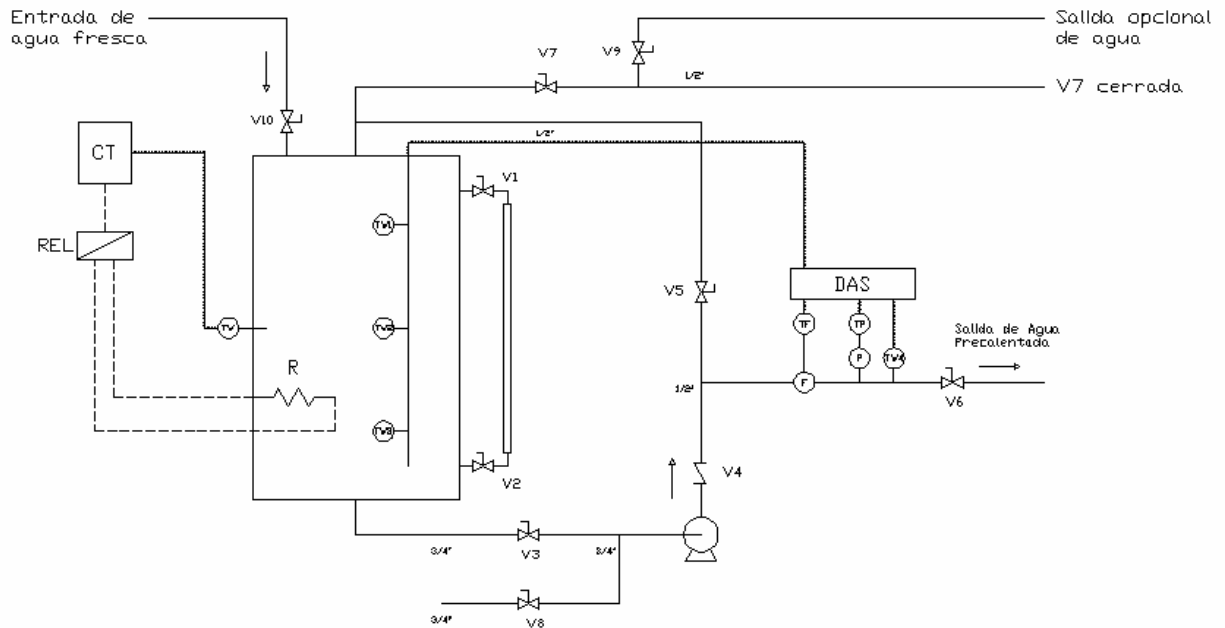 Entrada de
agua fresca
Salida opcional
de agua
V7
V9
1/2"
V7 cerrada
V10
CT
1/2"
V1
REL
TW1
V5
DAS
TW
TW2
TF
TP
Salida de Agua
Precalentada
P
TW4
R
1/2"
F
V6
TW3
V2
V4
3/4"
V3
3/4"
3/4"
V8